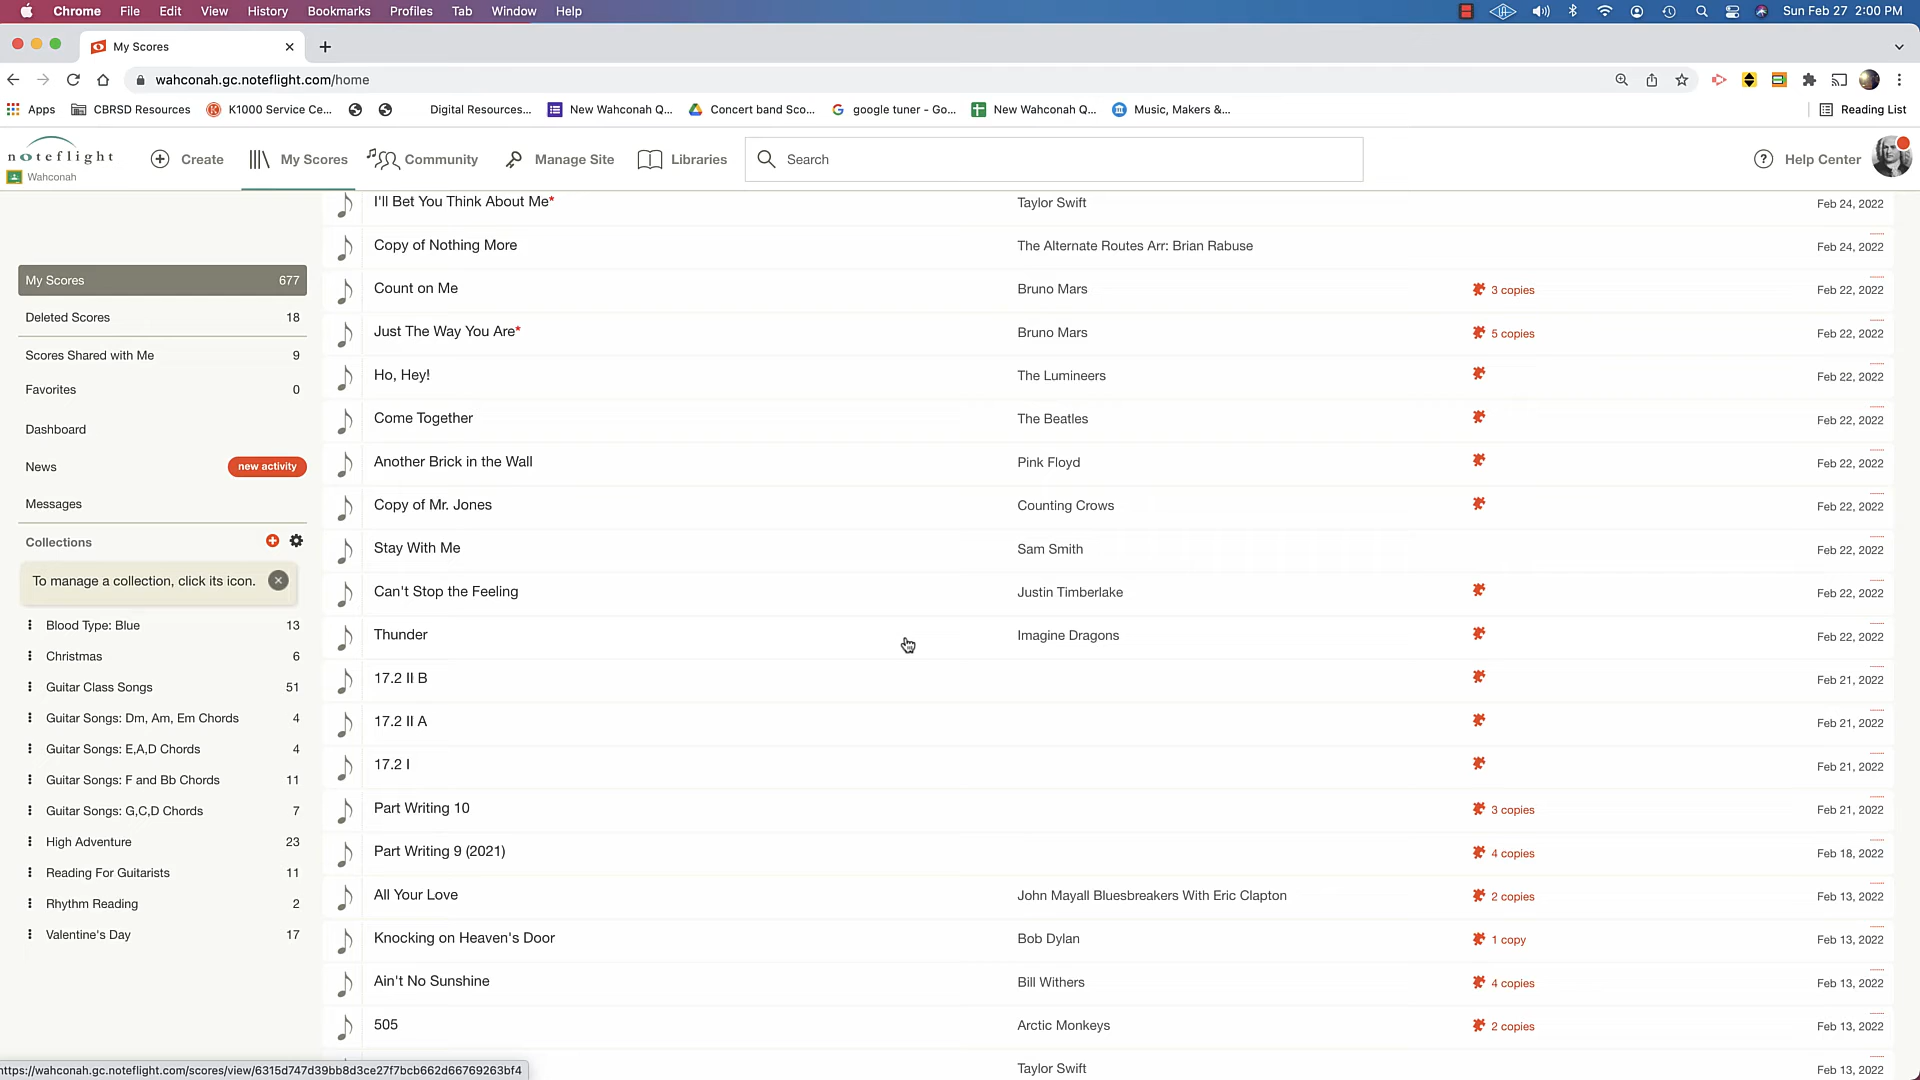 Chrome File Edit View History Bookmarks Profiles Tab Window Help Sun Feb 27 2:00 PM
My Scores
wahconah.gc.noteflight.com/home
Apps CBRSD Resources K1000 Service Ce... Digital Resources... New Wahconah Q... Concert band Sco... google tuner - Go... New Wahconah Q... Music, Makers &... Reading List
noteflight Create My Scores Community Manage Site Libraries Search Help Center
Wahconah
I'll Bet You Think About Me* Taylor Swift Feb 24, 2022
Copy of Nothing More The Alternate Routes Arr: Brian Rabuse Feb 24, 2022
My Scores 677
Count on Me Bruno Mars 3 copies Feb 22, 2022
Deleted Scores 18
Just The Way You Are* Bruno Mars 5 copies Feb 22, 2022
Scores Shared with Me 9
Ho, Hey! The Lumineers Feb 22, 2022
Favorites 0
Come Together The Beatles Feb 22, 2022
Dashboard
Another Brick in the Wall Pink Floyd Feb 22, 2022
News new activity
Copy of Mr. Jones Counting Crows Feb 22, 2022
Messages
Stay With Me Sam Smith Feb 22, 2022
Collections
To manage a collection, click its icon.
Can't Stop the Feeling Justin Timberlake Feb 22, 2022
Blood Type: Blue 13
Thunder Imagine Dragons Feb 22, 2022
Christmas 6
17.2 II B Feb 21, 2022
Guitar Class Songs 51
17.2 II A Feb 21, 2022
Guitar Songs: Dm, Am, Em Chords 4
Guitar Songs: E,A,D Chords 4
17.2 I Feb 21, 2022
Guitar Songs: F and Bb Chords 11
Part Writing 10 3 copies Feb 21, 2022
Guitar Songs: G,C,D Chords 7
High Adventure 23
Part Writing 9 (2021) 4 copies Feb 18, 2022
Reading For Guitarists 11
All Your Love John Mayall Bluesbreakers With Eric Clapton 2 copies Feb 13, 2022
Rhythm Reading 2
Knocking on Heaven's Door Bob Dylan 1 copy Feb 13, 2022
Valentine's Day 17
Ain't No Sunshine Bill Withers 4 copies Feb 13, 2022
505 Arctic Monkeys 2 copies Feb 13, 2022
Taylor Swift Feb 13, 2022
https://wahconah.gc.noteflight.com/scores/view/6315d747d39bb8d3ce27f7bcb662d66769263bf4